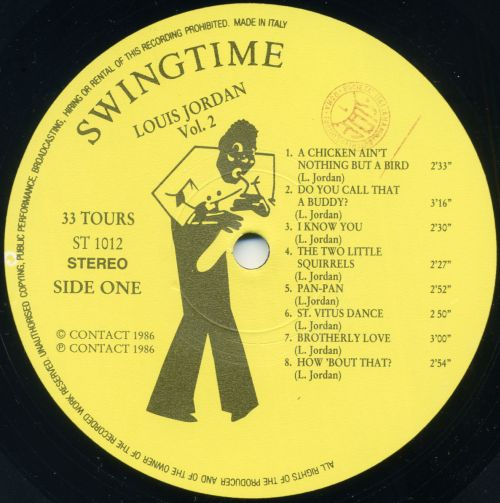 ALL RIGHTS OF THE PRODUCER AND OF THE OWNER OF THE RECORDED WORK RESERVED. UNAUTHORISED COPYING, PUBLIC PERFORMANCE, BROADCASTING, HIRING OR RENTAL OF THIS RECORDING PROHIBITED. MADE IN ITALY
SWINGTIME
LOUIS JORDAN
Vol. 2
33 TOURS
ST 1012
STEREO
SIDE ONE
© CONTACT 1986
℗ CONTACT 1986
1. A CHICKEN AIN'T
NOTHING BUT A BIRD 2'33"
(L. Jordan)
2. DO YOU CALL THAT
A BUDDY? 3'16"
(L. Jordan)
3. I KNOW YOU 2'30"
(L. Jordan)
4. THE TWO LITTLE
SQUIRRELS 2'27"
(L. Jordan)
5. PAN-PAN 2'52"
(L. Jordan)
6. ST. VITUS DANCE 2 50"
(L. Jordan)
7. BROTHERLY LOVE 3'00"
(L. Jordan)
8. HOW 'BOUT THAT? 2'54"
(L. Jordan)